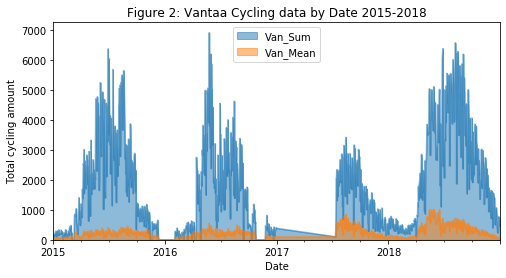 Figure 2: Vantaa Cycling data by Date 2015-2018
Van_Sum
Van_Mean
Total cycling amount
7000
6000
5000
4000
3000
2000
1000
0
2015
2016
2017
2018
Date